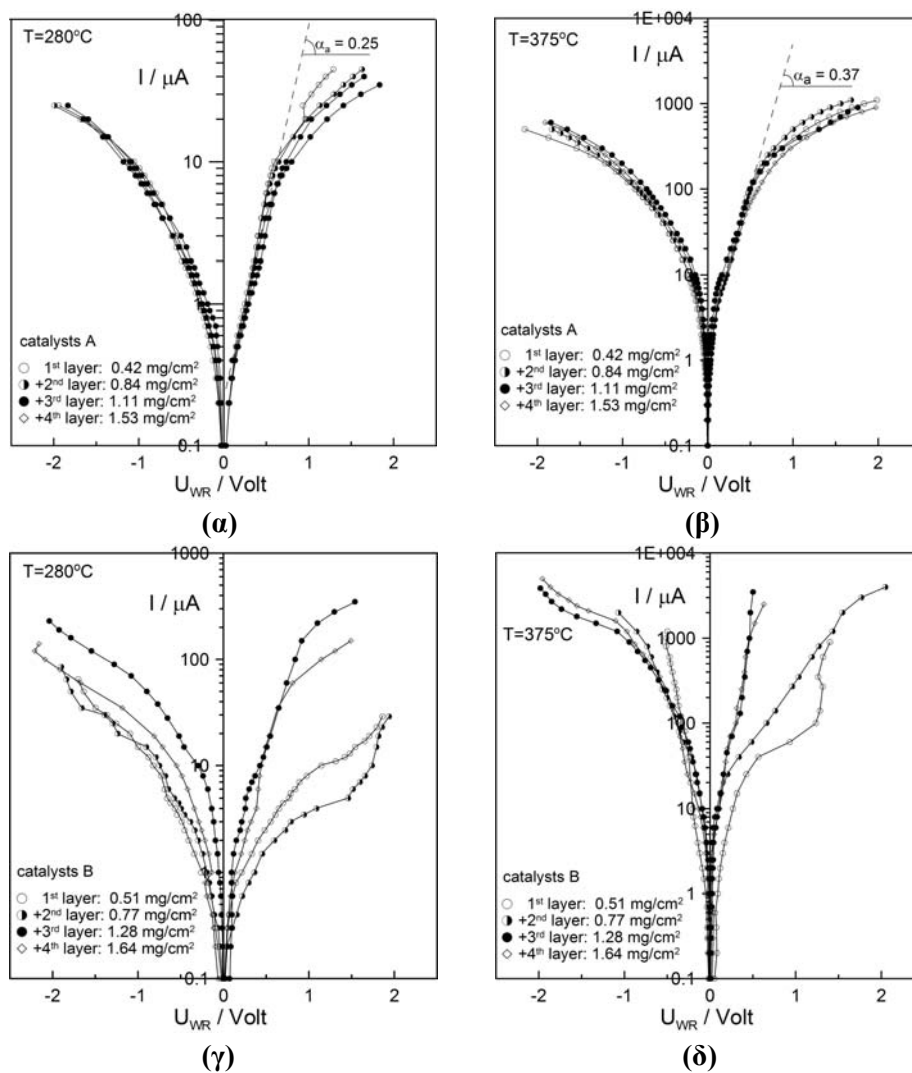 T=280°C
I / μA
αₐ = 0.25
100
10
0.1
catalysts A
1ˢᵗ layer: 0.42 mg/cm²
+2ⁿᵈ layer: 0.84 mg/cm²
+3ʳᵈ layer: 1.11 mg/cm²
+4ᵗʰ layer: 1.53 mg/cm²
-2 -1 0 1 2
U_WR / Volt
(α)
T=375°C
I / μA
αₐ = 0.37
1E+004
1000
100
10
1
0.1
catalysts A
1ˢᵗ layer: 0.42 mg/cm²
+2ⁿᵈ layer: 0.84 mg/cm²
+3ʳᵈ layer: 1.11 mg/cm²
+4ᵗʰ layer: 1.53 mg/cm²
-2 -1 0 1 2
U_WR / Volt
(β)
T=280°C
I / μA
1000
100
10
0.1
catalysts B
1ˢᵗ layer: 0.51 mg/cm²
+2ⁿᵈ layer: 0.77 mg/cm²
+3ʳᵈ layer: 1.28 mg/cm²
+4ᵗʰ layer: 1.64 mg/cm²
-2 -1 0 1 2
U_WR / Volt
(γ)
1E+004
I / μA
T=375°C
1000
100
10
1
0.1
catalysts B
1ˢᵗ layer: 0.51 mg/cm²
+2ⁿᵈ layer: 0.77 mg/cm²
+3ʳᵈ layer: 1.28 mg/cm²
+4ᵗʰ layer: 1.64 mg/cm²
-2 -1 0 1 2
U_WR / Volt
(δ)